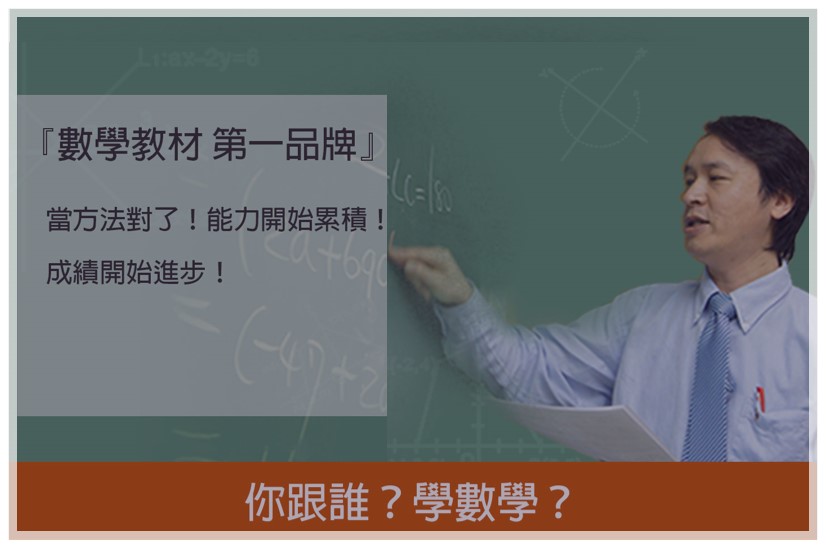 L1:ax-2y=6
『數學教材 第一品牌』
當方法對了！能力開始累積！
成績開始進步！
你跟誰？學數學？